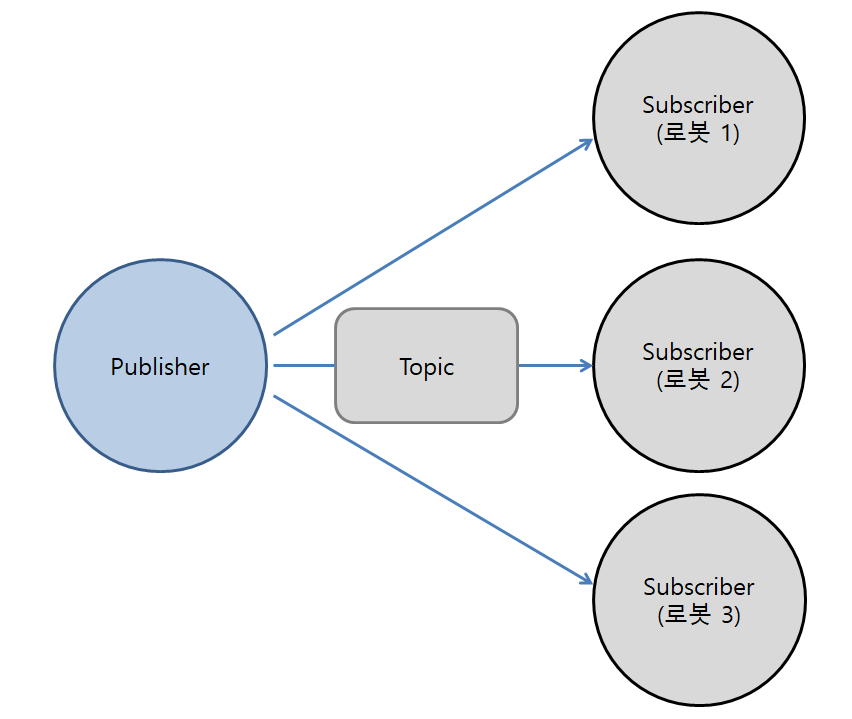 Subscriber
(로봇 1)
Publisher
Topic
Subscriber
(로봇 2)
Subscriber
(로봇 3)